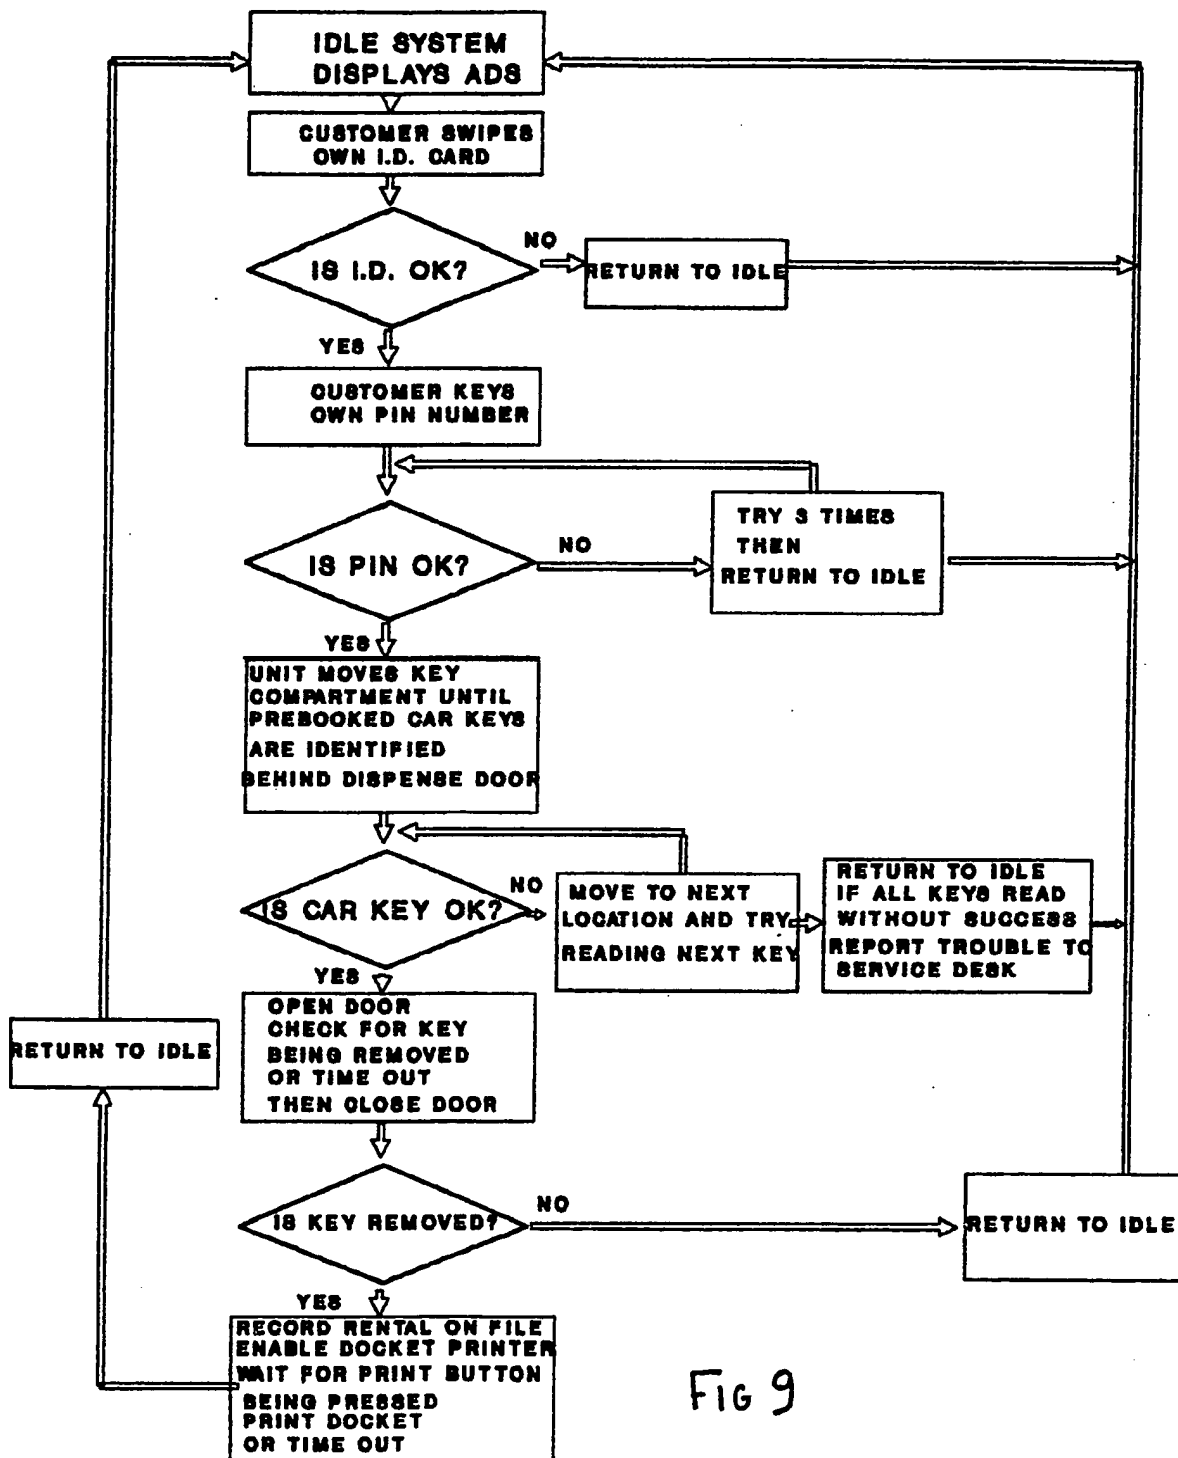 IDLE SYSTEM
DISPLAYS ADS
CUSTOMER SWIPES
OWN I.D. CARD
IS I.D. OK?
NO
RETURN TO IDLE
YES
CUSTOMER KEYS
OWN PIN NUMBER
IS PIN OK?
NO
TRY 3 TIMES
THEN
RETURN TO IDLE
YES
UNIT MOVES KEY
COMPARTMENT UNTIL
PREBOOKED CAR KEYS
ARE IDENTIFIED
BEHIND DISPENSE DOOR
IS CAR KEY OK?
NO
MOVE TO NEXT
LOCATION AND TRY
READING NEXT KEY
RETURN TO IDLE
IF ALL KEYS READ
WITHOUT SUCCESS
REPORT TROUBLE TO
SERVICE DESK
YES
OPEN DOOR
CHECK FOR KEY
BEING REMOVED
OR TIME OUT
THEN CLOSE DOOR
RETURN TO IDLE
IS KEY REMOVED?
NO
RETURN TO IDLE
YES
RECORD RENTAL ON FILE
ENABLE DOCKET PRINTER
WAIT FOR PRINT BUTTON
BEING PRESSED
PRINT DOCKET
OR TIME OUT
FIG 9